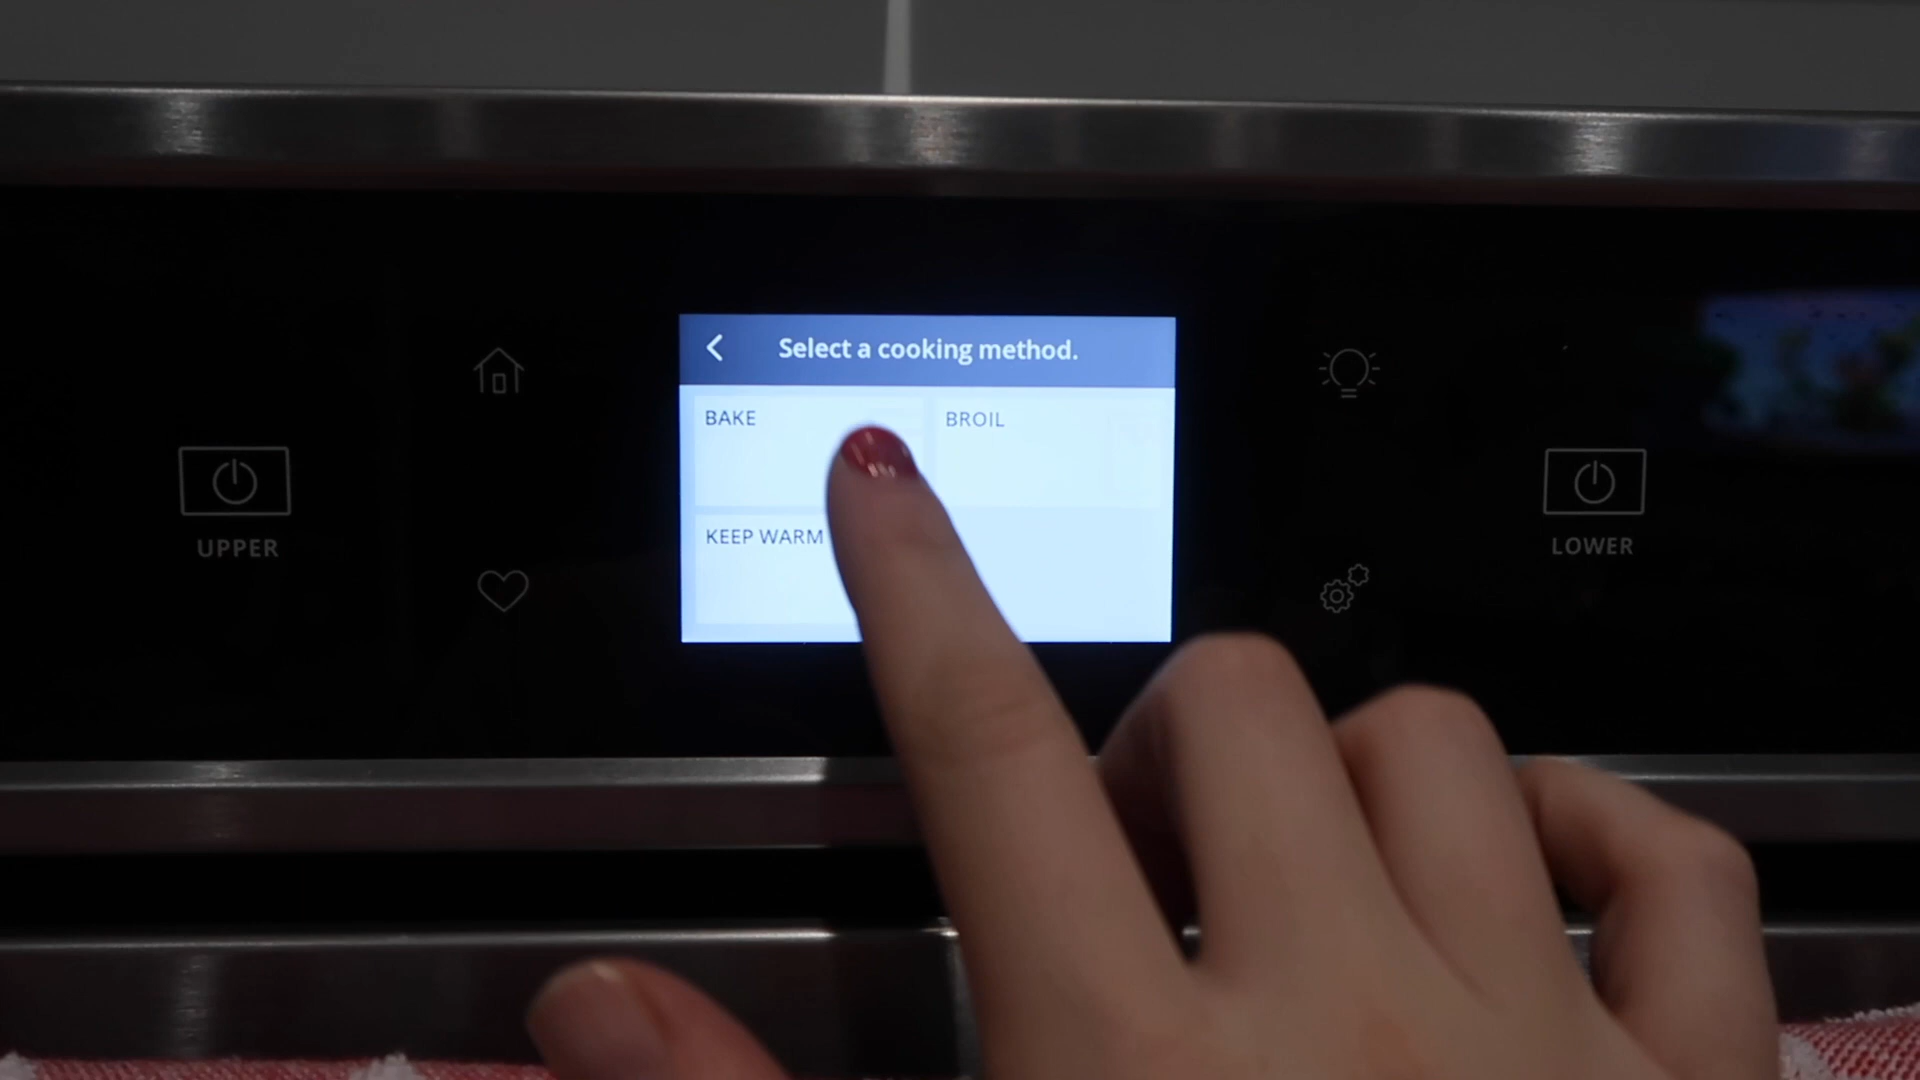 Select a cooking method.
BAKE
BROIL
KEEP WARM
UPPER
LOWER